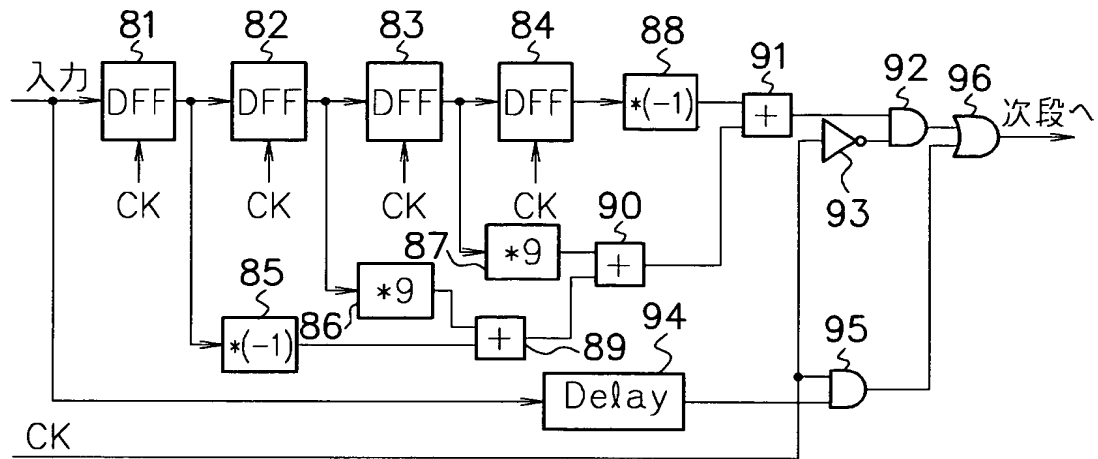 81
82
83
84
88
91
92
96
入力
DFF
DFF
DFF
DFF
*(-1)
+
次段へ
CK
CK
CK
CK
93
87
*9
90
+
85
86
*9
*(-1)
+
89
94
Delay
95
CK